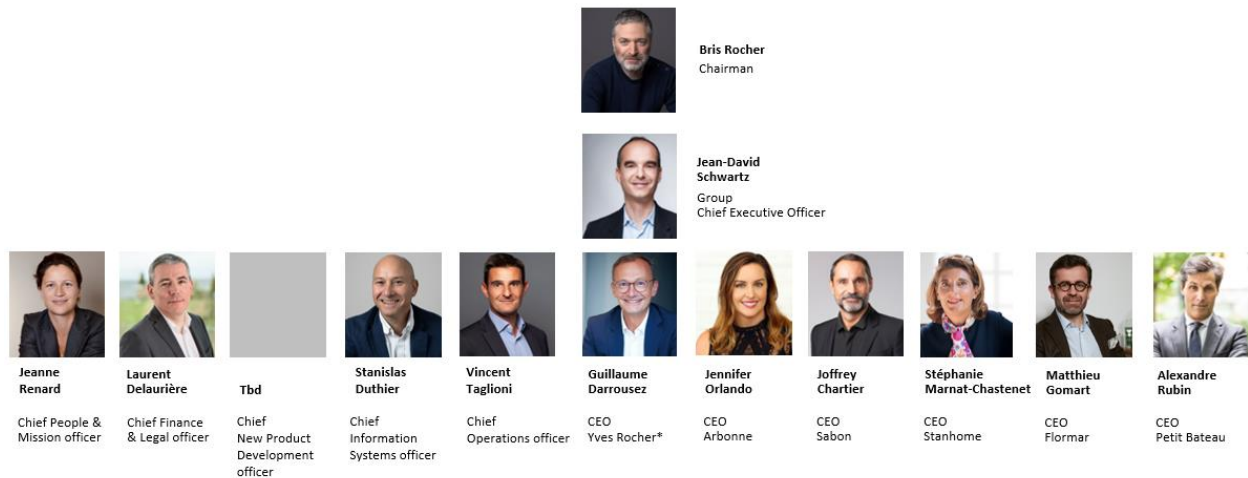 Bris Rocher
Chairman
Jean-David
Schwartz
Group
Chief Executive Officer
Jeanne
Renard
Chief People &
Mission officer
Laurent
Delaurière
Chief Finance
& Legal officer
Tbd
Chief
New Product
Development
officer
Stanislas
Duthier
Chief
Information
Systems officer
Vincent
Taglioni
Chief
Operations officer
Guillaume
Darrousez
CEO
Yves Rocher*
Jennifer
Orlando
CEO
Arbonne
Joffrey
Chartier
CEO
Sabon
Stéphanie
Marnat-Chastenet
CEO
Stanhome
Matthieu
Gomart
CEO
Flormar
Alexandre
Rubin
CEO
Petit Bateau